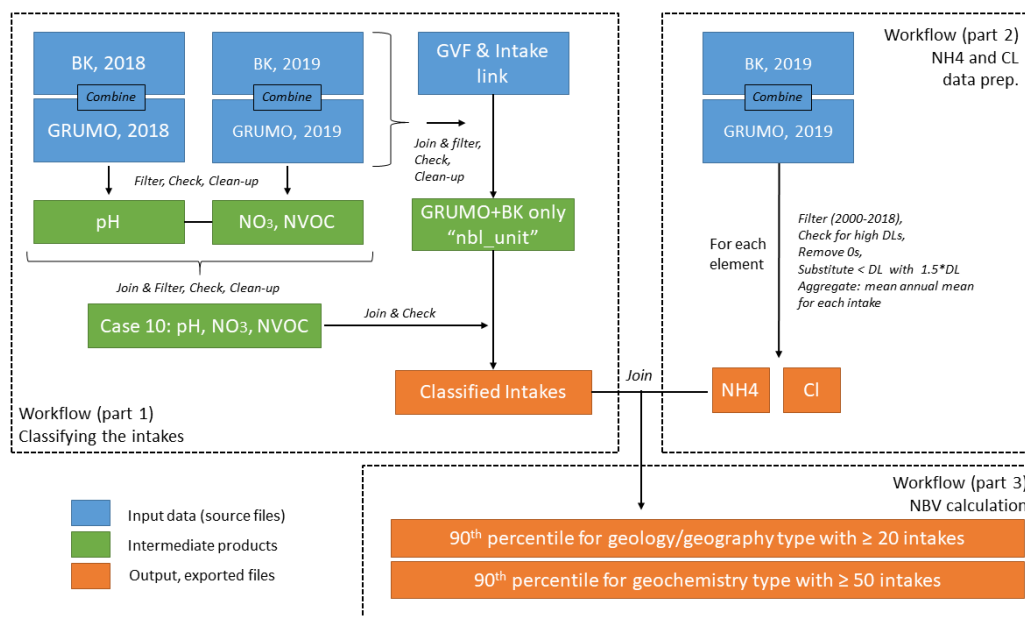 BK, 2018
Combine
GRUMO, 2018
BK, 2019
Combine
GRUMO, 2019
GVF & Intake
link
Join & filter,
Check,
Clean-up
Filter, Check, Clean-up
pH
NO3, NVOC
GRUMO+BK only
“nbl_unit”
Join & Filter, Check, Clean-up
Case 10: pH, NO3, NVOC
Join & Check
Classified Intakes
Workflow (part 1)
Classifying the intakes
Join
Workflow (part 2)
NH4 and CL
data prep.
BK, 2019
Combine
GRUMO, 2019
For each
element
Filter (2000-2018),
Check for high DLs,
Remove 0s,
Substitute < DL with 1.5*DL
Aggregate: mean annual mean
for each intake
NH4
Cl
Workflow (part 3)
NBV calculation
90th percentile for geology/geography type with ≥ 20 intakes
90th percentile for geochemistry type with ≥ 50 intakes
Input data (source files)
Intermediate products
Output, exported files